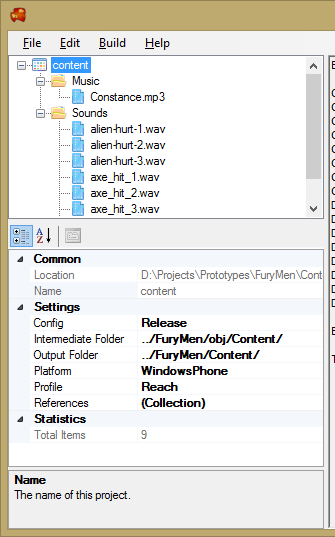 File Edit Build Help
content
Music
Constance.mp3
Sounds
alien-hurt-1.wav
alien-hurt-2.wav
alien-hurt-3.wav
axe_hit_1.wav
axe_hit_2.wav
axe_hit_3.wav
A
Z
Common
Location D:\Projects\Prototypes\FuryMen\Cont
Name content
Settings
Config Release
Intermediate Folder ../FuryMen/obj/Content/
Output Folder ../FuryMen/Content/
Platform WindowsPhone
Profile Reach
References (Collection)
Statistics
Total Items 9
Name
The name of this project.